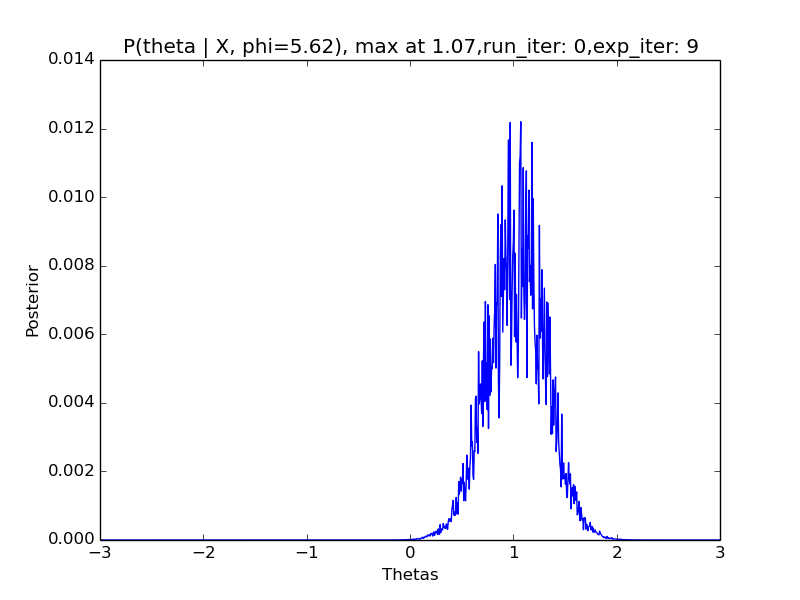 P(theta | X, phi=5.62), max at 1.07,run_iter: 0,exp_iter: 9
0.014
0.012
0.010
0.008
0.006
0.004
0.002
0.000
Posterior
−3 −2 −1 0 1 2 3
Thetas